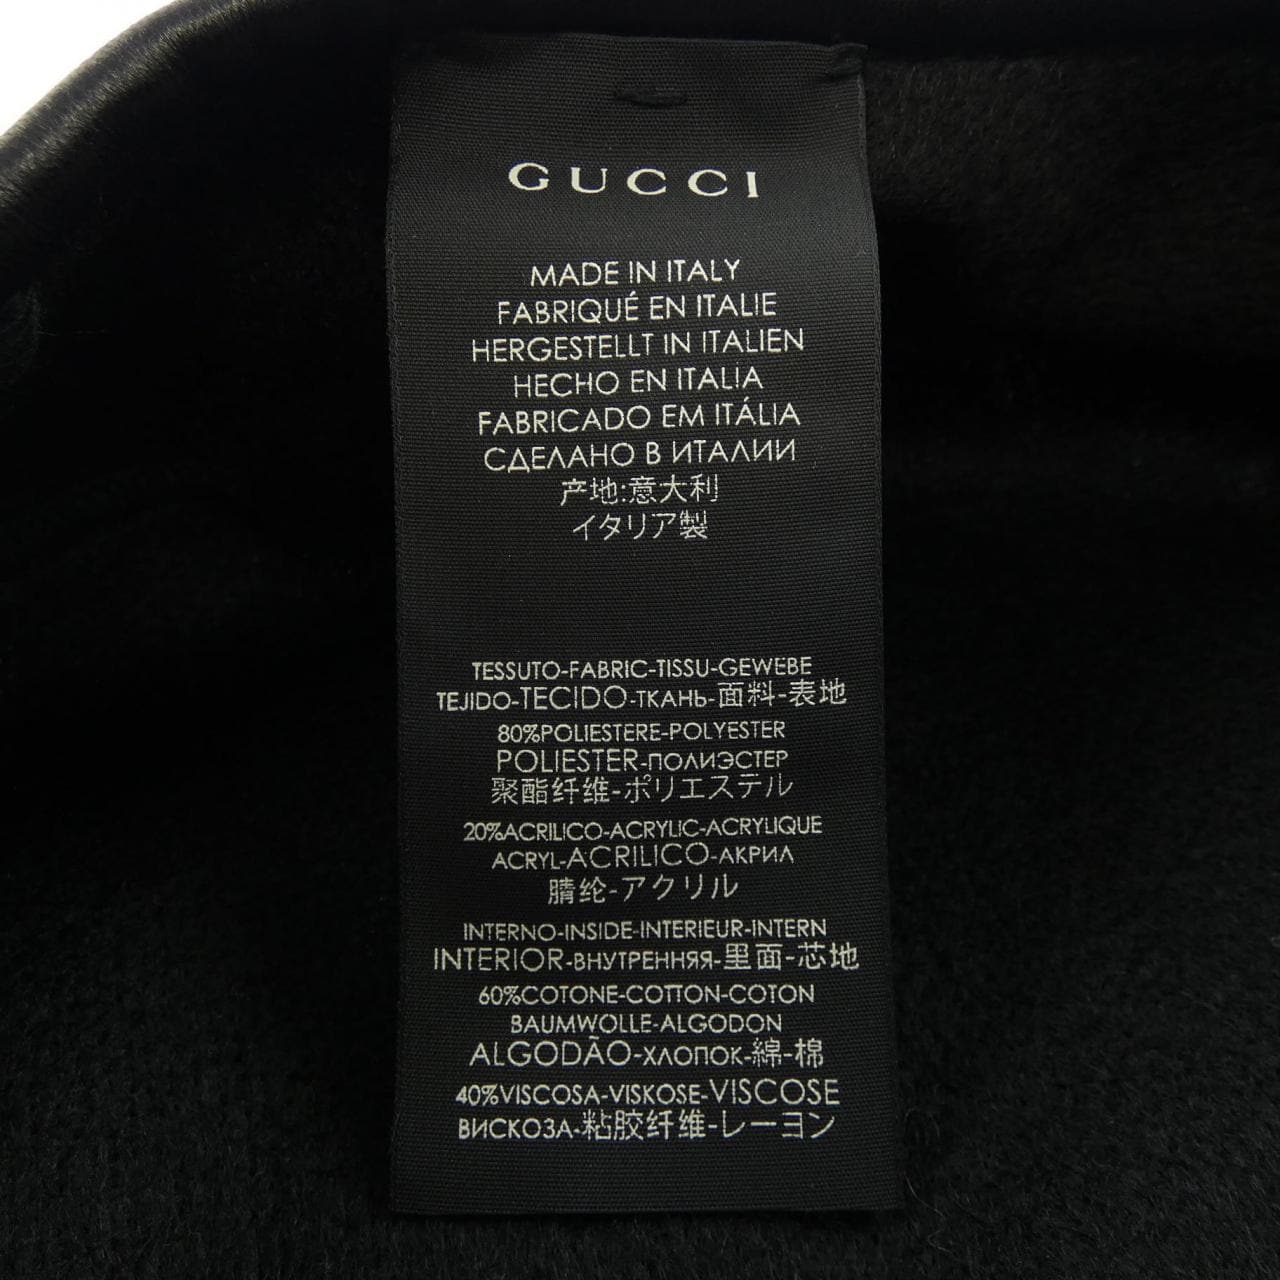 GUCCI
MADE IN ITALY
FABRIQUÉ EN ITALIE
HERGESTELLT IN ITALIEN
HECHO EN ITALIA
FABRICADO EM ITÁLIA
СДЕЛАНО В ИТАЛИИ
产地:意大利
イタリア製
TESSUTO-FABRIC-TISSU-GEWEBE
TEJIDO-TECIDO-ТКАНЬ-面料-表地
80%POLIESTERE-POLYESTER
POLIESTER-ПОЛИЭСТЕР
聚酯纤维-ポリエステル
20%ACRILICO-ACRYLIC-ACRYLIQUE
ACRYL-ACRILICO-АКРИЛ
腈纶-アクリル
INTERNO-INSIDE-INTERIEUR-INTERN
INTERIOR-ВНУТРЕННЯЯ-里面-芯地
60%COTONE-COTTON-COTON
BAUMWOLLE-ALGODON
ALGODÃO-ХЛОПОК-綿-棉
40%VISCOSA-VISKOSE-VISCOSE
ВИСКОЗА-粘胶纤维-レーヨン